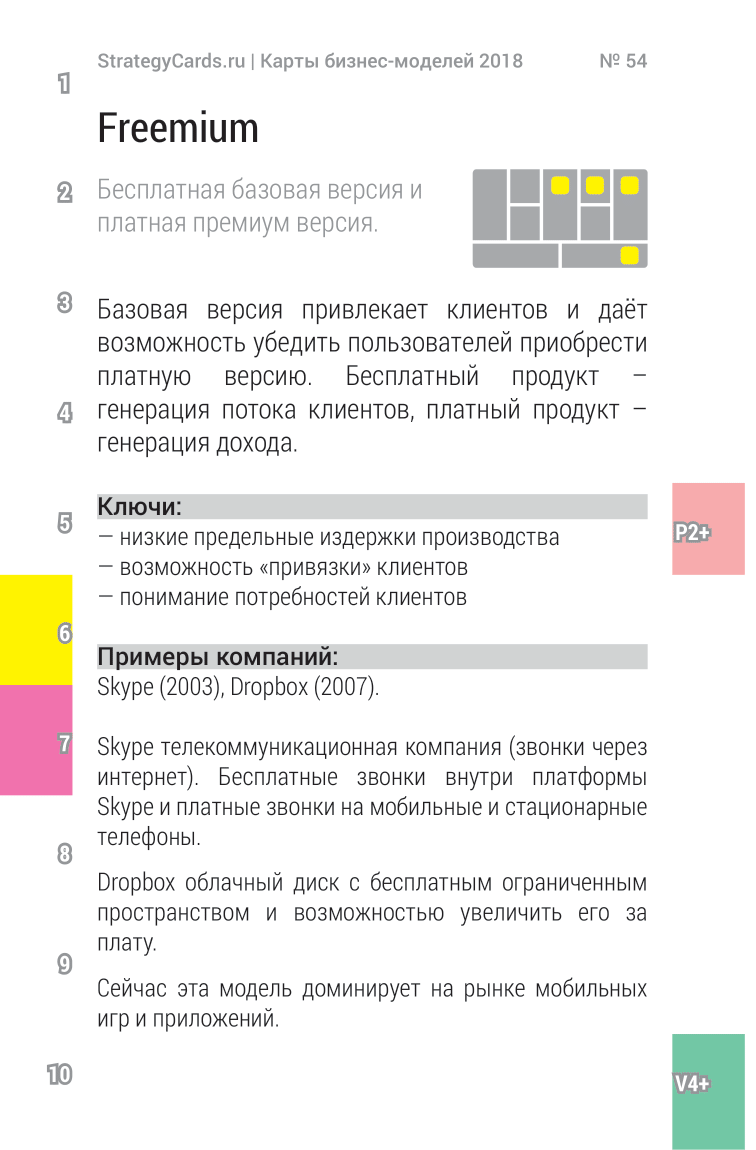 StrategyCards.ru | Карты бизнес-моделей 2018 № 54
1
Freemium
2
Бесплатная базовая версия и
платная премиум версия.
3
Базовая версия привлекает клиентов и даёт
возможность убедить пользователей приобрести
платную версию. Бесплатный продукт –
4
генерация потока клиентов, платный продукт –
генерация дохода.
Ключи:
5
P2+
— низкие предельные издержки производства
— возможность «привязки» клиентов
— понимание потребностей клиентов
6
Примеры компаний:
Skype (2003), Dropbox (2007).
7
Skype телекоммуникационная компания (звонки через
интернет). Бесплатные звонки внутри платформы
Skype и платные звонки на мобильные и стационарные
телефоны.
8
Dropbox облачный диск с бесплатным ограниченным
пространством и возможностью увеличить его за
плату.
9
Сейчас эта модель доминирует на рынке мобильных
игр и приложений.
10
V4+